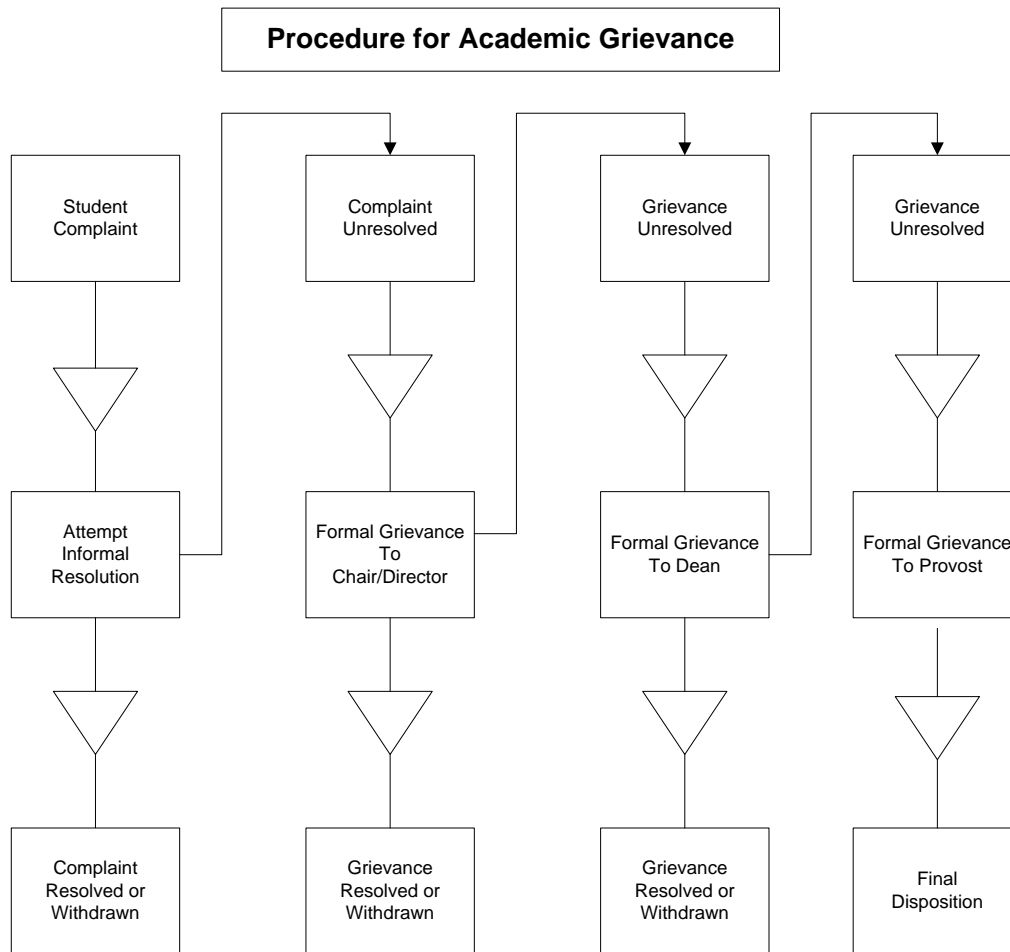 Procedure for Academic Grievance
Student
Complaint
Complaint
Unresolved
Grievance
Unresolved
Grievance
Unresolved
Attempt
Informal
Resolution
Formal Grievance
To
Chair/Director
Formal Grievance
To Dean
Formal Grievance
To Provost
Complaint
Resolved or
Withdrawn
Grievance
Resolved or
Withdrawn
Grievance
Resolved or
Withdrawn
Final
Disposition